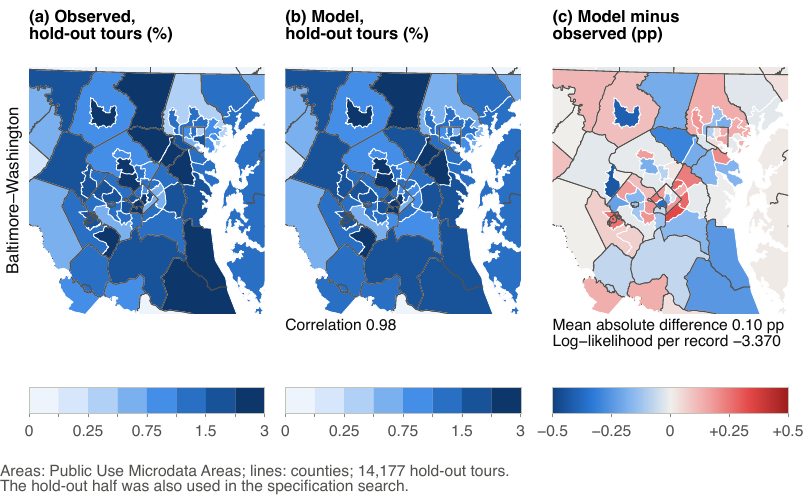 (a) Observed,
hold-out tours (%)
(b) Model,
hold-out tours (%)
(c) Model minus
observed (pp)
Baltimore−Washington
Correlation 0.98
Mean absolute difference 0.10 pp
Log−likelihood per record −3.370
0 0.25 0.75 1.5 3
0 0.25 0.75 1.5 3
−0.5 −0.25 0 +0.25 +0.5
Areas: Public Use Microdata Areas; lines: counties; 14,177 hold-out tours.
The hold-out half was also used in the specification search.